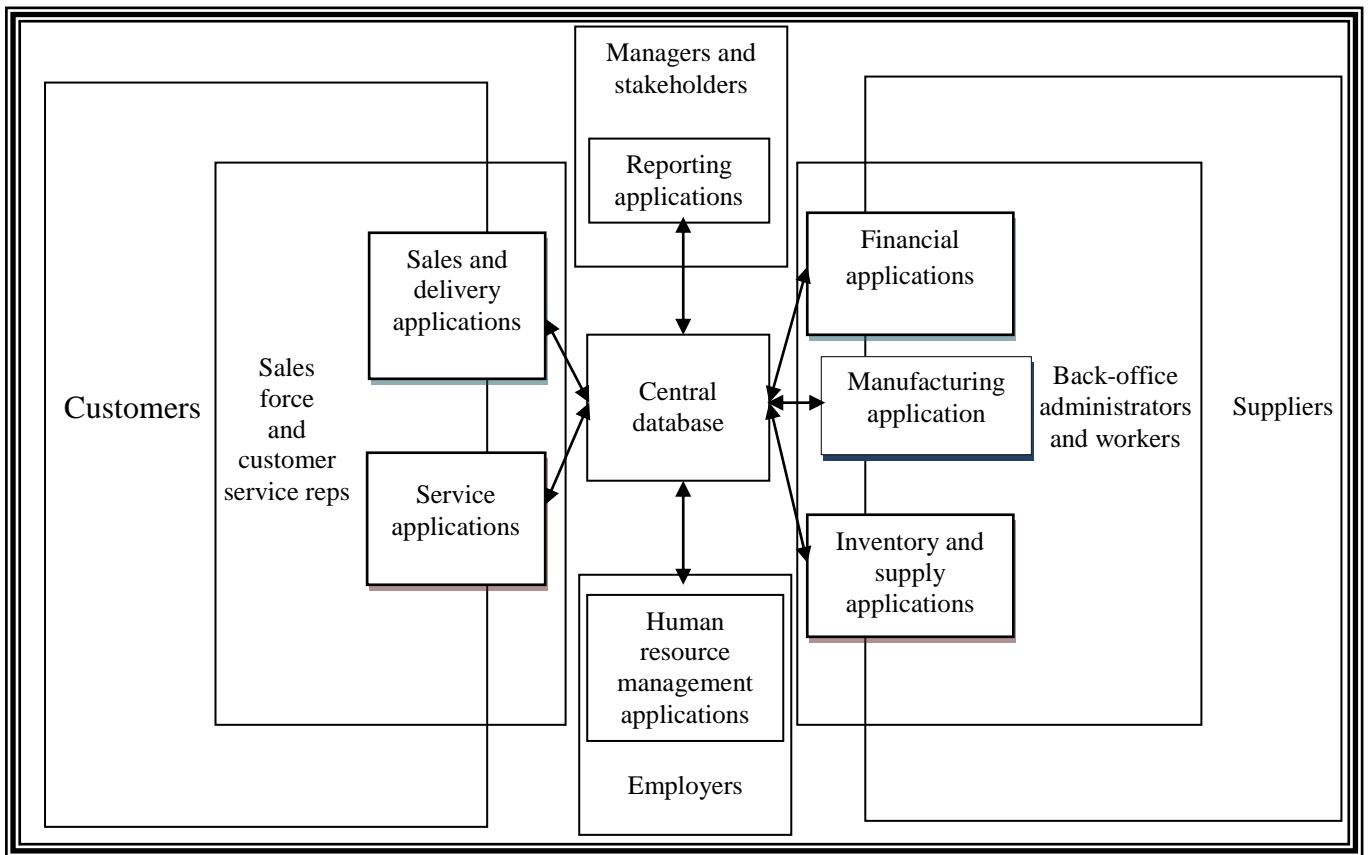 Managers and
stakeholders
Reporting
applications
Customers
Sales
force
and
customer
service reps
Sales and
delivery
applications
Service
applications
Central
database
Human
resource
management
applications
Employers
Financial
applications
Manufacturing
application
Inventory and
supply
applications
Back-office
administrators
and workers
Suppliers